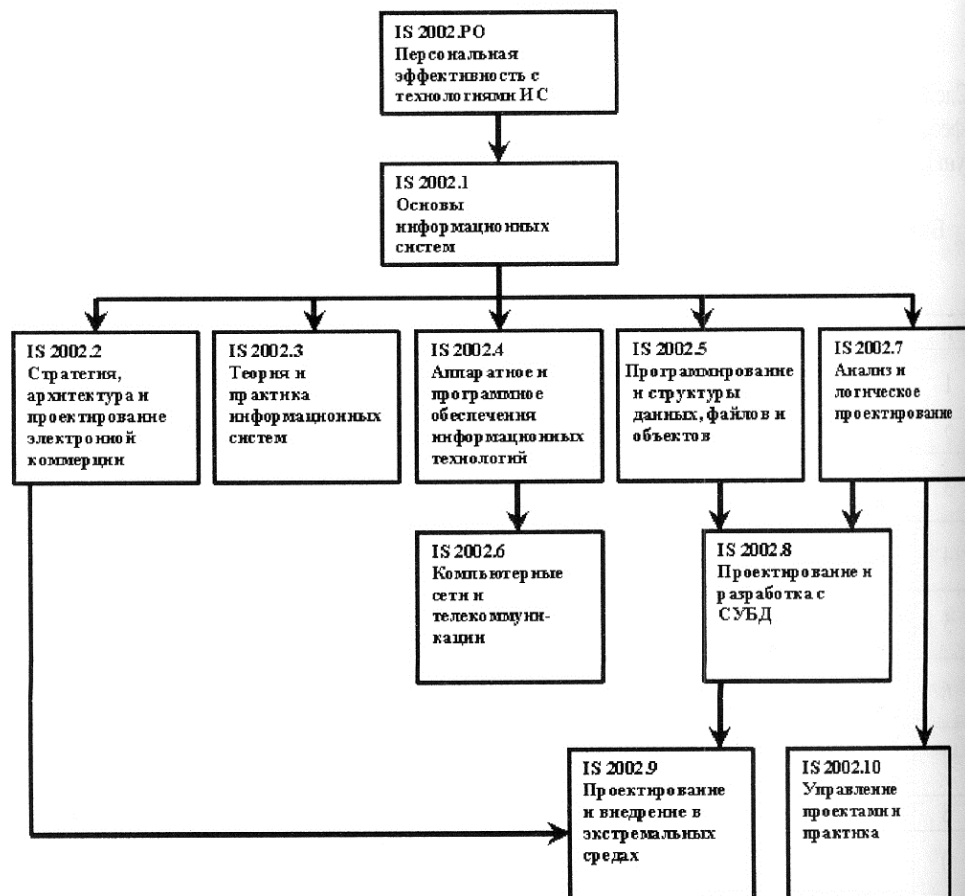 IS 2002.PO
Персональная
эффективность с
технологиями ИС
IS 2002.1
Основы
информационных
систем
IS 2002.2
Стратегия,
архитектура и
проектирование
электронной
коммерции
IS 2002.3
Теория и
практика
информационных
систем
IS 2002.4
Аппаратное и
программное
обеспечения
информационных
технологий
IS 2002.5
Программирование
и структуры
данных, файлов и
объектов
IS 2002.7
Анализ и
логическое
проектирование
IS 2002.6
Компьютерные
сети и
телекоммуни-
кации
IS 2002.8
Проектирование и
разработка с
СУБД
IS 2002.9
Проектирование
и внедрение в
экстремальных
средах
IS 2002.10
Управление
проектами и
практика